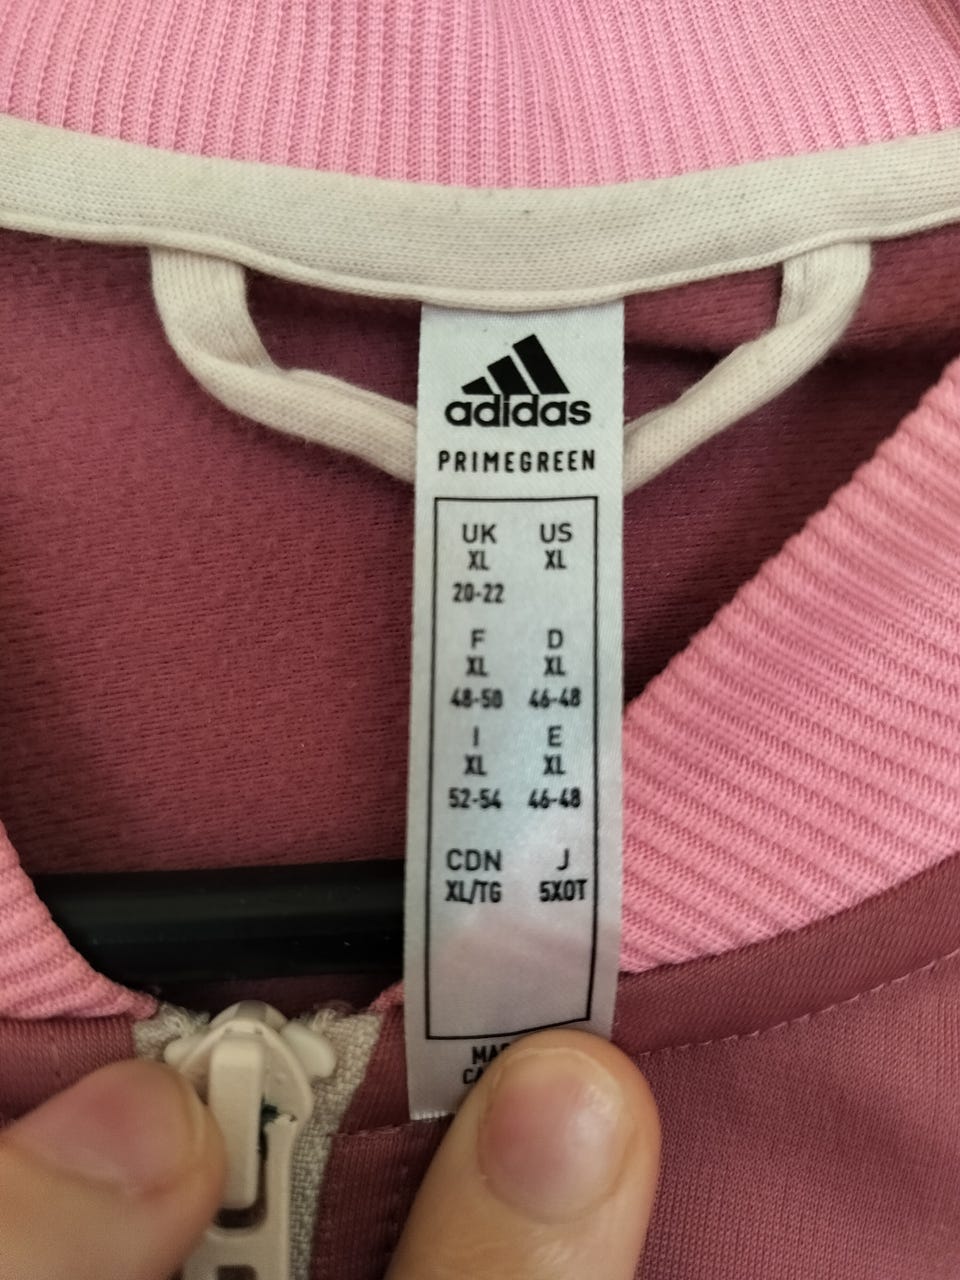 adidas
PRIMEGREEN
UK US
XL XL
20-22
F D
XL XL
48-50 46-48
I E
XL XL
52-54 46-48
CDN J
XL/TG 5XOT